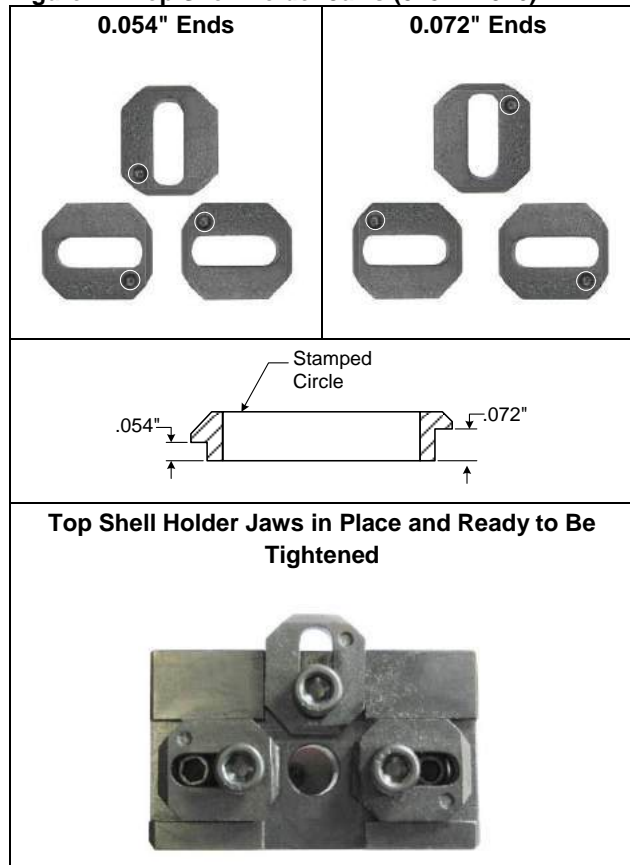 0.054" Ends
0.072" Ends
Stamped
Circle
.054"
.072"
Top Shell Holder Jaws in Place and Ready to Be
Tightened